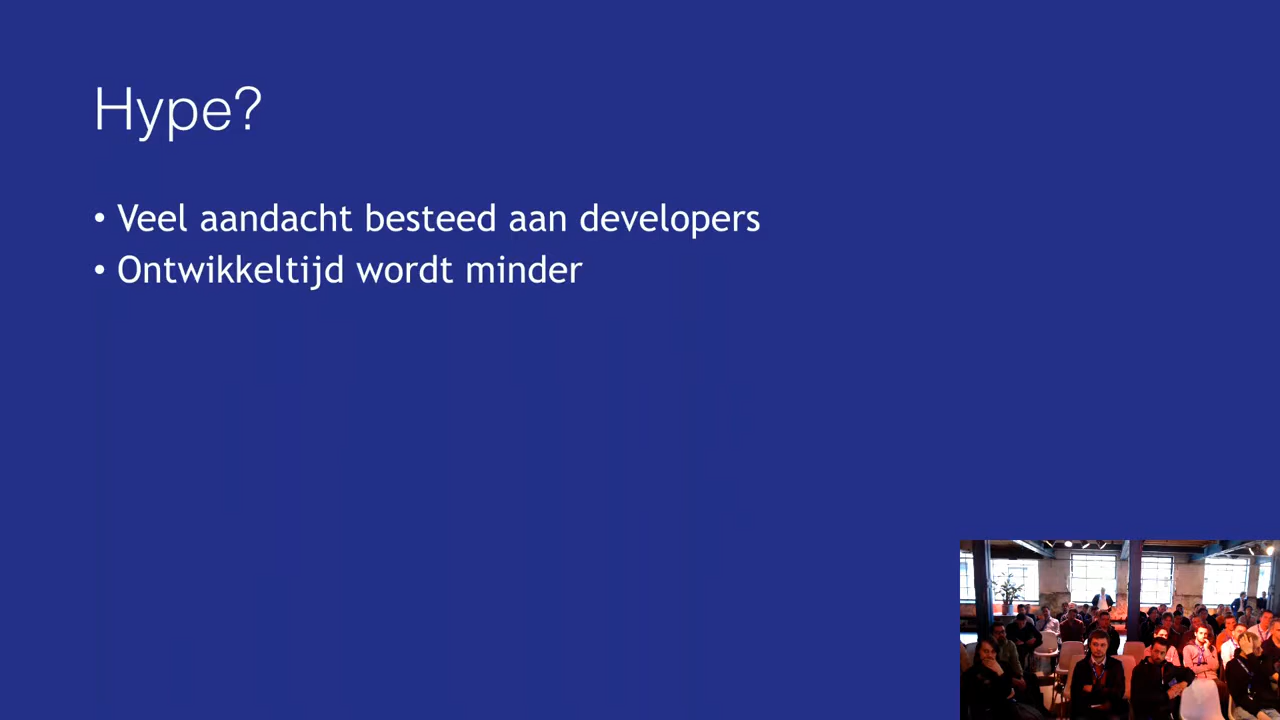 Hype?
• Veel aandacht besteed aan developers
• Ontwikkeltijd wordt minder